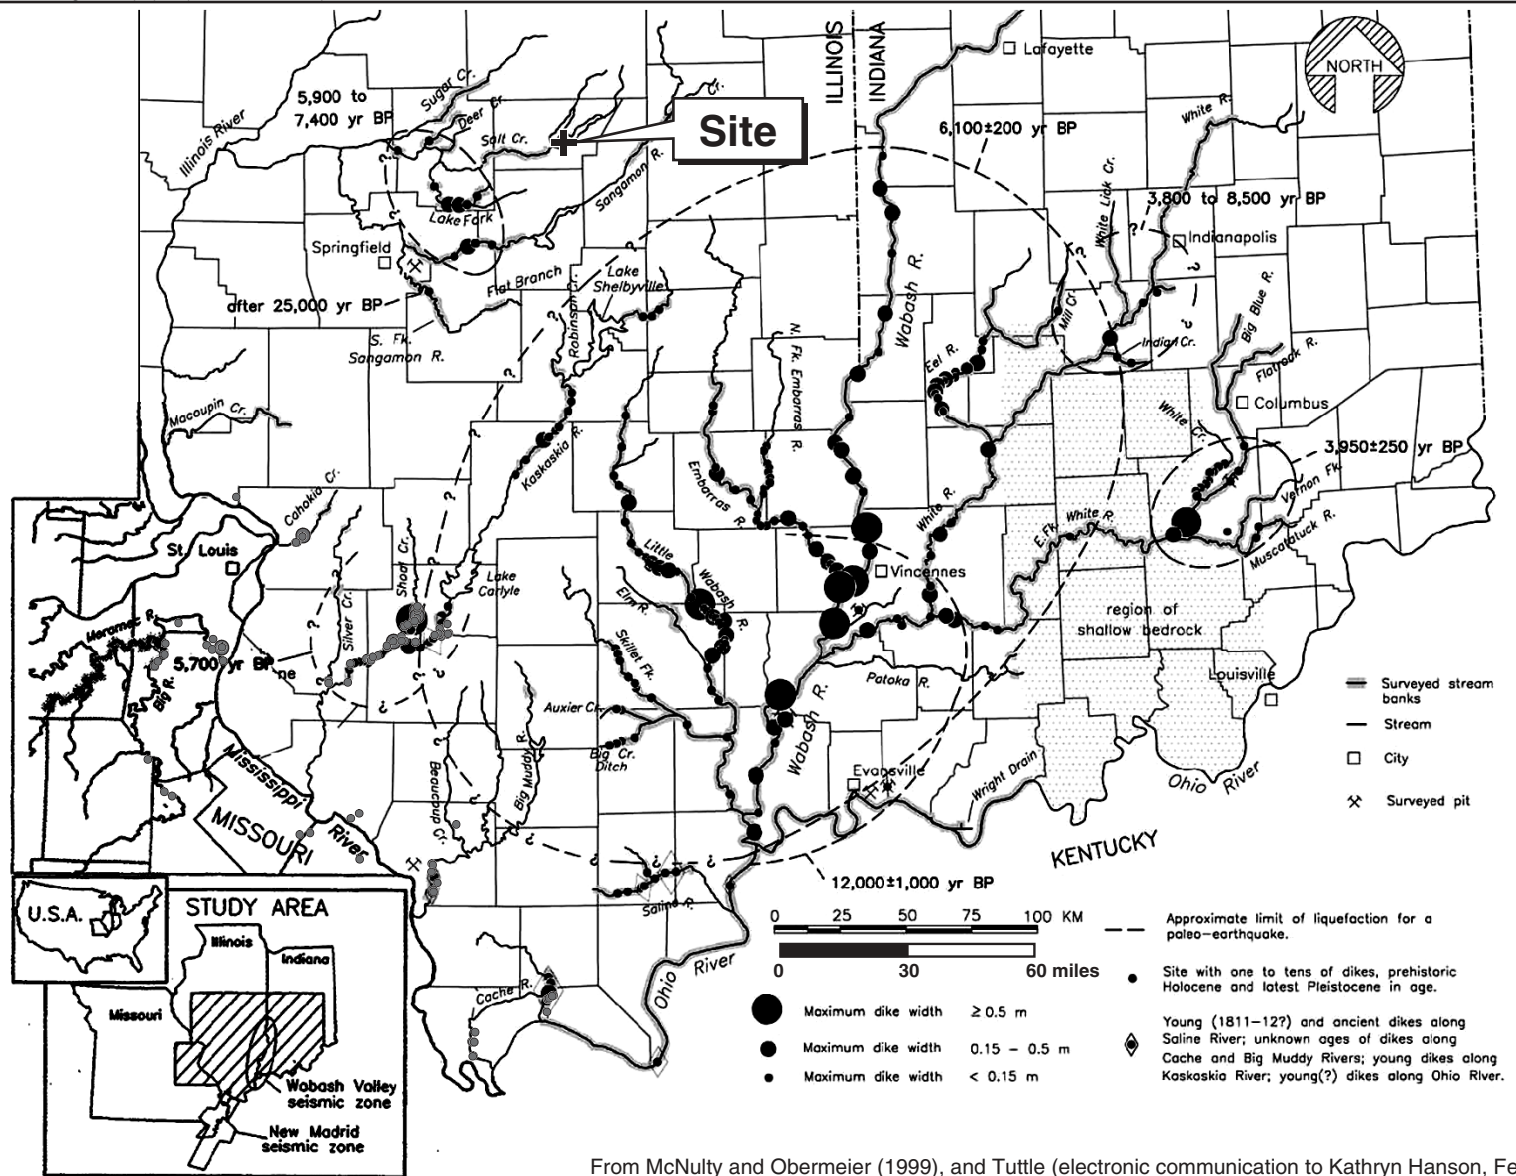 ILLINOIS
INDIANA
Lafayette
NORTH
5,900 to
7,400 yr BP
Sugar Cr.
Deer Cr.
Cr.
Illinois River
Salt Cr.
Site
6,100±200 yr BP
White R.
Sangamon R.
White Lick Cr.
3,800 to 8,500 yr BP
Lake Fork
Springfield
Indianapolis
?
after 25,000 yr BP
Flat Branch
Lake
Shelbyville
Robinson Cr.
Wabash R.
Mill Cr.
Big Blue R.
S. Fk.
Sangamon R.
N. Fk. Embarras R.
Eel R.
Indian Cr.
Flatrock R.
Macoupin Cr.
Columbus
White Cr.
Kaskaskia R.
3,950±250 yr BP
Embarras R.
Vernon Fk.
Cahokia Cr.
White R.
E. Fk. White R.
Muscatatuck R.
St. Louis
Shoal Cr.
Lake
Carlyle
Little Wabash R.
Vincennes
Elm R.
Silver Cr.
region of
shallow bedrock
Meramec R.
Skillet Fk.
5,700 yr BP
ne
Big R.
Patoka R.
Louisville
Auxier Cr.
Big Cr.
Ditch
Wabash R.
Surveyed stream
banks
Stream
City
Surveyed pit
Mississippi River
Beaucoup Cr.
Big Muddy R.
Evansville
Wright Drain
Ohio River
MISSOURI
KENTUCKY
12,000±1,000 yr BP
Saline R.
U.S.A.
STUDY AREA
Illinois
Indiana
Missouri
Wabash Valley
seismic zone
New Madrid
seismic zone
Cache R.
Ohio River
0 25 50 75 100 KM
0 30 60 miles
Maximum dike width ≥ 0.5 m
Maximum dike width 0.15 – 0.5 m
Maximum dike width < 0.15 m
Approximate limit of liquefaction for a
paleo-earthquake.
Site with one to tens of dikes, prehistoric
Holocene and latest Pleistocene in age.
Young (1811-12?) and ancient dikes along
Saline River; unknown ages of dikes along
Cache and Big Muddy Rivers; young dikes along
Kaskaskia River; young(?) dikes along Ohio River.
From McNulty and Obermeier (1999), and Tuttle (electronic communication to Kathryn Hanson, Fe